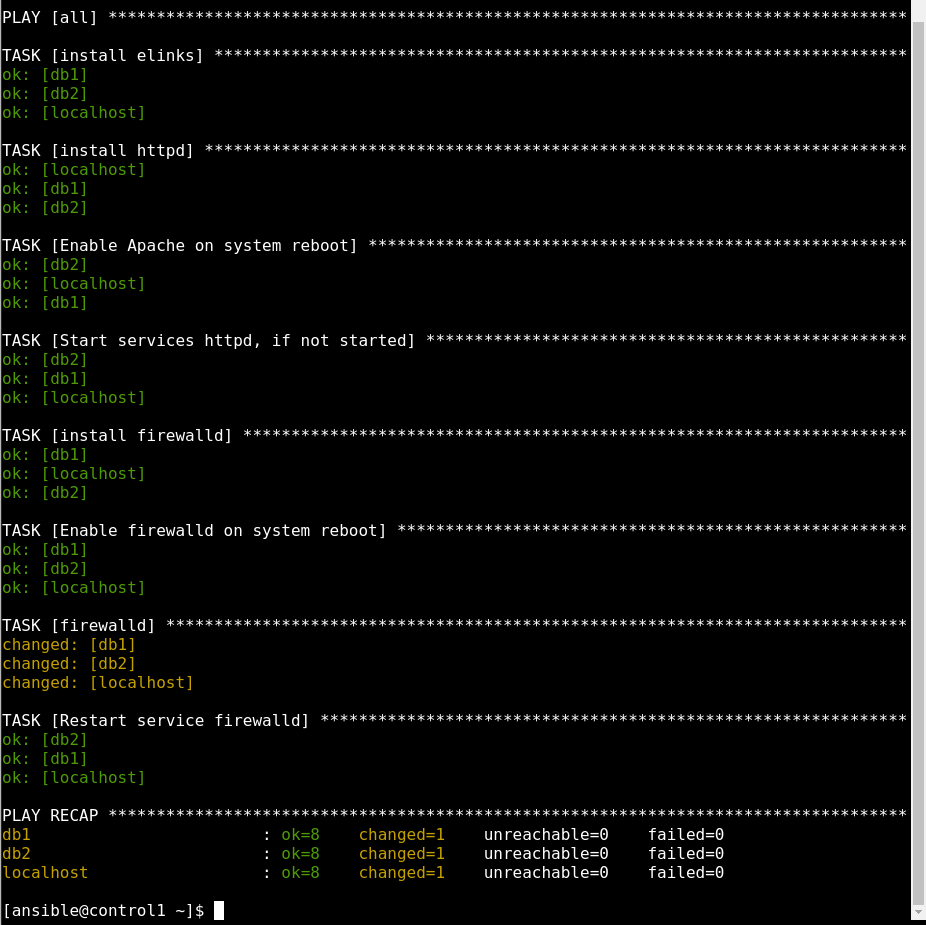 PLAY [all] ***********************************************************************************
TASK [install elinks] ************************************************************************
ok: [db1]
ok: [db2]
ok: [localhost]
TASK [install httpd] *************************************************************************
ok: [localhost]
ok: [db1]
ok: [db2]
TASK [Enable Apache on system reboot] ********************************************************
ok: [db2]
ok: [localhost]
ok: [db1]
TASK [Start services httpd, if not started] **************************************************
ok: [db2]
ok: [db1]
ok: [localhost]
TASK [install firewalld] *********************************************************************
ok: [db1]
ok: [localhost]
ok: [db2]
TASK [Enable firewalld on system reboot] *****************************************************
ok: [db1]
ok: [db2]
ok: [localhost]
TASK [firewalld] *****************************************************************************
changed: [db1]
changed: [db2]
changed: [localhost]
TASK [Restart service firewalld] *************************************************************
ok: [db2]
ok: [db1]
ok: [localhost]
PLAY RECAP ***********************************************************************************
db1                        : ok=8    changed=1    unreachable=0    failed=0
db2                        : ok=8    changed=1    unreachable=0    failed=0
localhost                  : ok=8    changed=1    unreachable=0    failed=0
[ansible@control1 ~]$